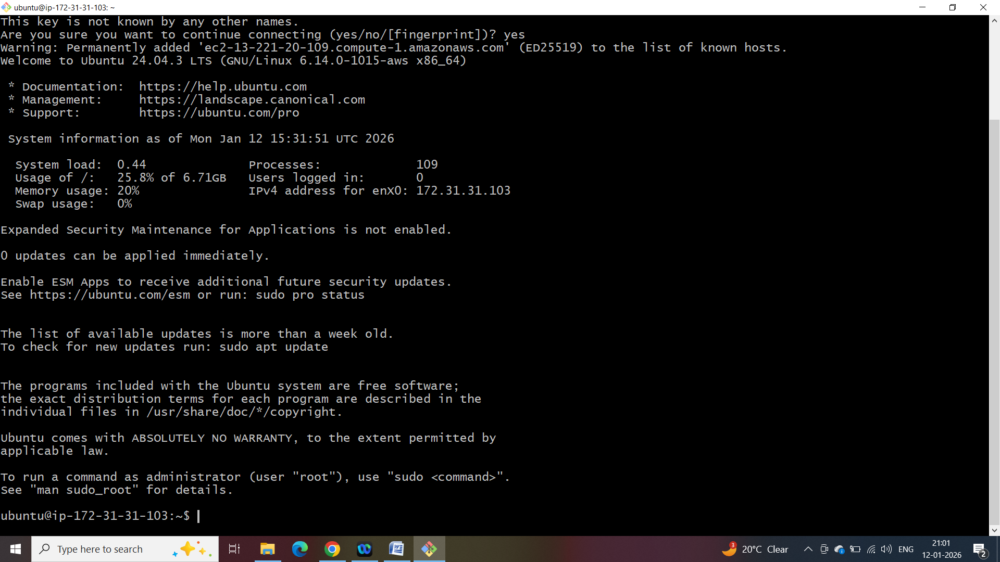 ubuntu@ip-172-31-31-103: ~
This key is not known by any other names.
Are you sure you want to continue connecting (yes/no/[fingerprint])? yes
Warning: Permanently added 'ec2-13-221-20-109.compute-1.amazonaws.com' (ED25519) to the list of known hosts.
Welcome to Ubuntu 24.04.3 LTS (GNU/Linux 6.14.0-1015-aws x86_64)
* Documentation:  https://help.ubuntu.com
* Management:     https://landscape.canonical.com
* Support:        https://ubuntu.com/pro
System information as of Mon Jan 12 15:31:51 UTC 2026
System load:  0.44              Processes:             109
Usage of /:   25.8% of 6.71GB   Users logged in:       0
Memory usage: 20%               IPv4 address for enX0: 172.31.31.103
Swap usage:   0%
Expanded Security Maintenance for Applications is not enabled.
0 updates can be applied immediately.
Enable ESM Apps to receive additional future security updates.
See https://ubuntu.com/esm or run: sudo pro status
The list of available updates is more than a week old.
To check for new updates run: sudo apt update
The programs included with the Ubuntu system are free software;
the exact distribution terms for each program are described in the
individual files in /usr/share/doc/*/copyright.
Ubuntu comes with ABSOLUTELY NO WARRANTY, to the extent permitted by
applicable law.
To run a command as administrator (user "root"), use "sudo <command>".
See "man sudo_root" for details.
ubuntu@ip-172-31-31-103:~$
Type here to search
3
20°C Clear
ENG
21:01
12-01-2026
2